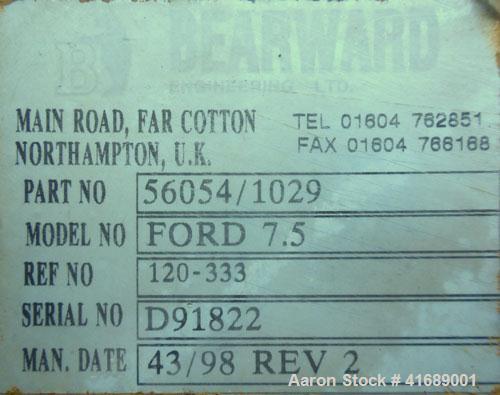 BEARWARD
ENGINEERING LTD.
MAIN ROAD, FAR COTTON TEL 01604 762851
NORTHAMPTON, U.K. FAX 01604 766168
PART NO 56054/1029
MODEL NO FORD 7.5
REF NO 120-333
SERIAL NO D91822
MAN. DATE 43/98 REV 2
Aaron Stock # 41689001